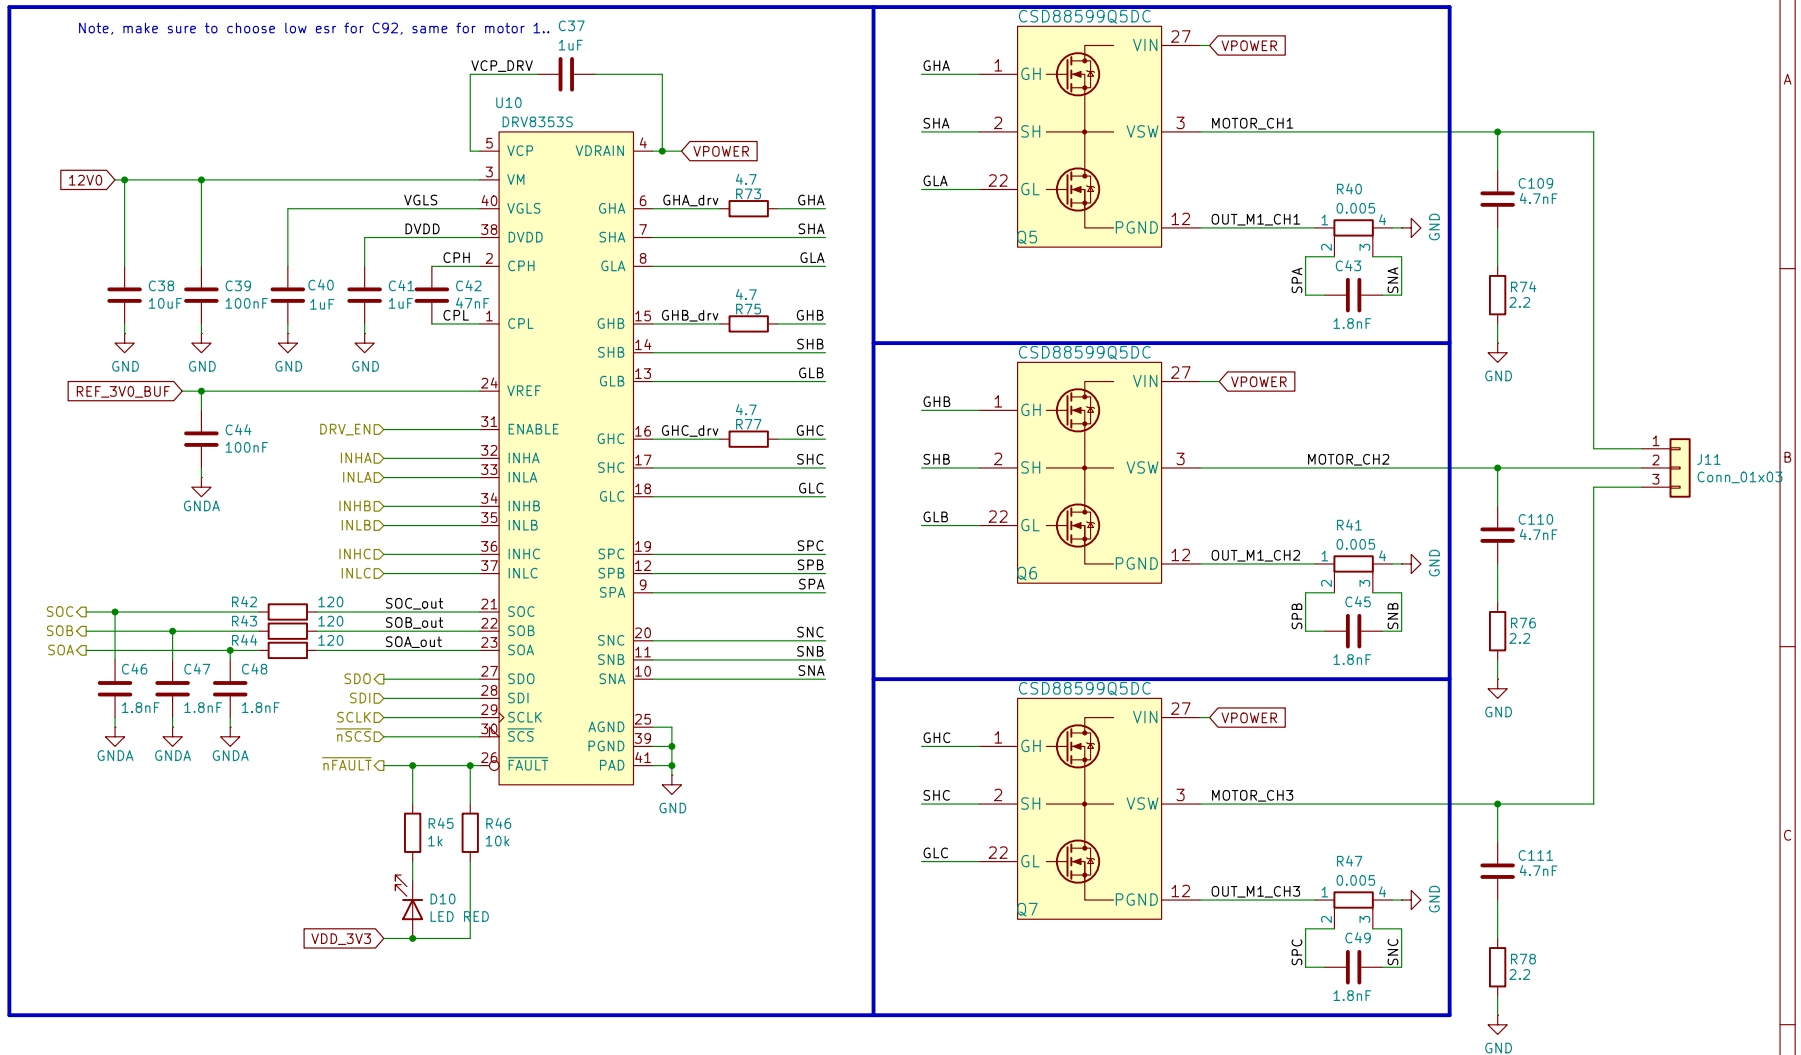 Note, make sure to choose low esr for C92, same for motor 1..
C37
1uF
VCP_DRV
U10
DRV8353S
5 VCP
VDRAIN 4
VPOWER
12V0
3 VM
VGLS
40 VGLS
DVDD
38 DVDD
CPH
2 CPH
CPL
1 CPL
C38
10uF
GND
C39
100nF
GND
C40
1uF
GND
C41
1uF
GND
C42
47nF
GHA 6 GHA_drv
4.7
R73
GHA
SHA 7 SHA
GLA 8 GLA
GHB 15 GHB_drv
4.7
R75
GHB
SHB 14 SHB
GLB 13 GLB
GHC 16 GHC_drv
4.7
R77
GHC
SHC 17 SHC
GLC 18 GLC
REF_3V0_BUF
24 VREF
C44
100nF
GNDA
DRV_EN 31 ENABLE
INHA 32 INHA
INLA 33 INLA
INHB 34 INHB
INLB 35 INLB
INHC 36 INHC
INLC 37 INLC
SPC 19 SPC
SPB 12 SPB
SPA 9 SPA
SNC 20 SNC
SNB 11 SNB
SNA 10 SNA
SOC R42 120 SOC_out 21 SOC
SOB R43 120 SOB_out 22 SOB
SOA R44 120 SOA_out 23 SOA
C46
1.8nF
GNDA
C47
1.8nF
GNDA
C48
1.8nF
GNDA
SDO 27 SDO
SDI 28 SDI
SCLK 29 SCLK
nSCS 30 SCS
nFAULT 26 FAULT
AGND 25
PGND 39
PAD 41
GND
R45
1k
R46
10k
D10
LED RED
VDD_3V3
CSD88599Q5DC
VIN 27 VPOWER
GHA 1 GH
SHA 2 SH
VSW 3 MOTOR_CH1
GLA 22 GL
PGND 12 OUT_M1_CH1
Q5
R40
0.005
1 4
2 3
GND
SPA
SNA
C43
1.8nF
C109
4.7nF
R74
2.2
GND
CSD88599Q5DC
VIN 27 VPOWER
GHB 1 GH
SHB 2 SH
VSW 3 MOTOR_CH2
GLB 22 GL
PGND 12 OUT_M1_CH2
Q6
R41
0.005
1 4
2 3
GND
SPB
SNB
C45
1.8nF
C110
4.7nF
R76
2.2
GND
1
2
3
J11
Conn_01x03
CSD88599Q5DC
VIN 27 VPOWER
GHC 1 GH
SHC 2 SH
VSW 3 MOTOR_CH3
GLC 22 GL
PGND 12 OUT_M1_CH3
Q7
R47
0.005
1 4
2 3
GND
SPC
SNC
C49
1.8nF
C111
4.7nF
R78
2.2
GND
A
B
C